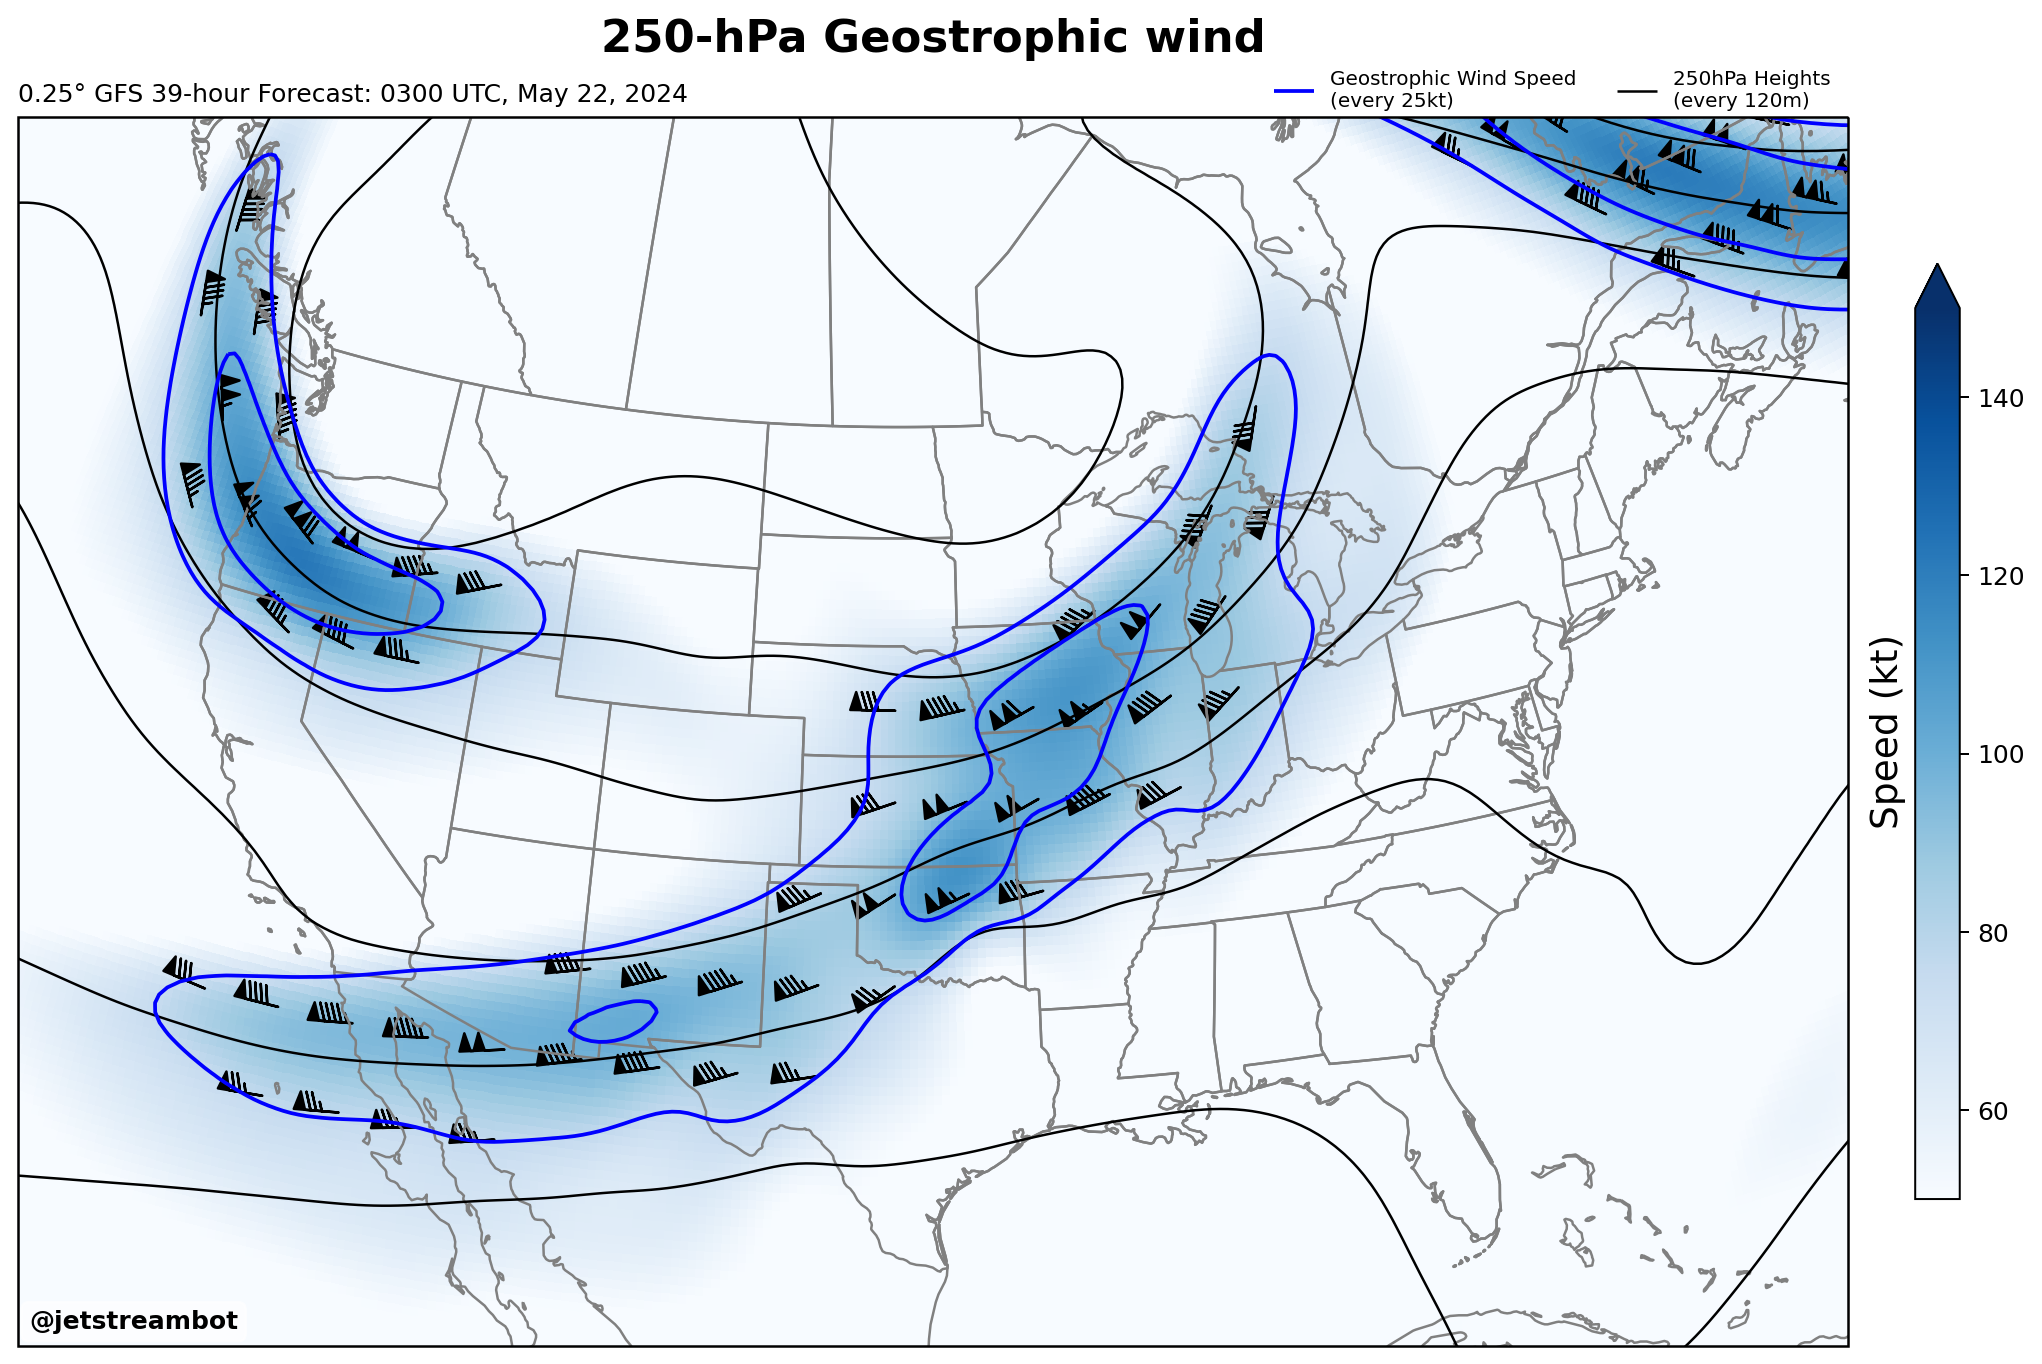 250-hPa Geostrophic wind
0.25° GFS 39-hour Forecast: 0300 UTC, May 22, 2024
Geostrophic Wind Speed
(every 25kt)
250hPa Heights
(every 120m)
140
120
100
80
60
Speed (kt)
@jetstreambot